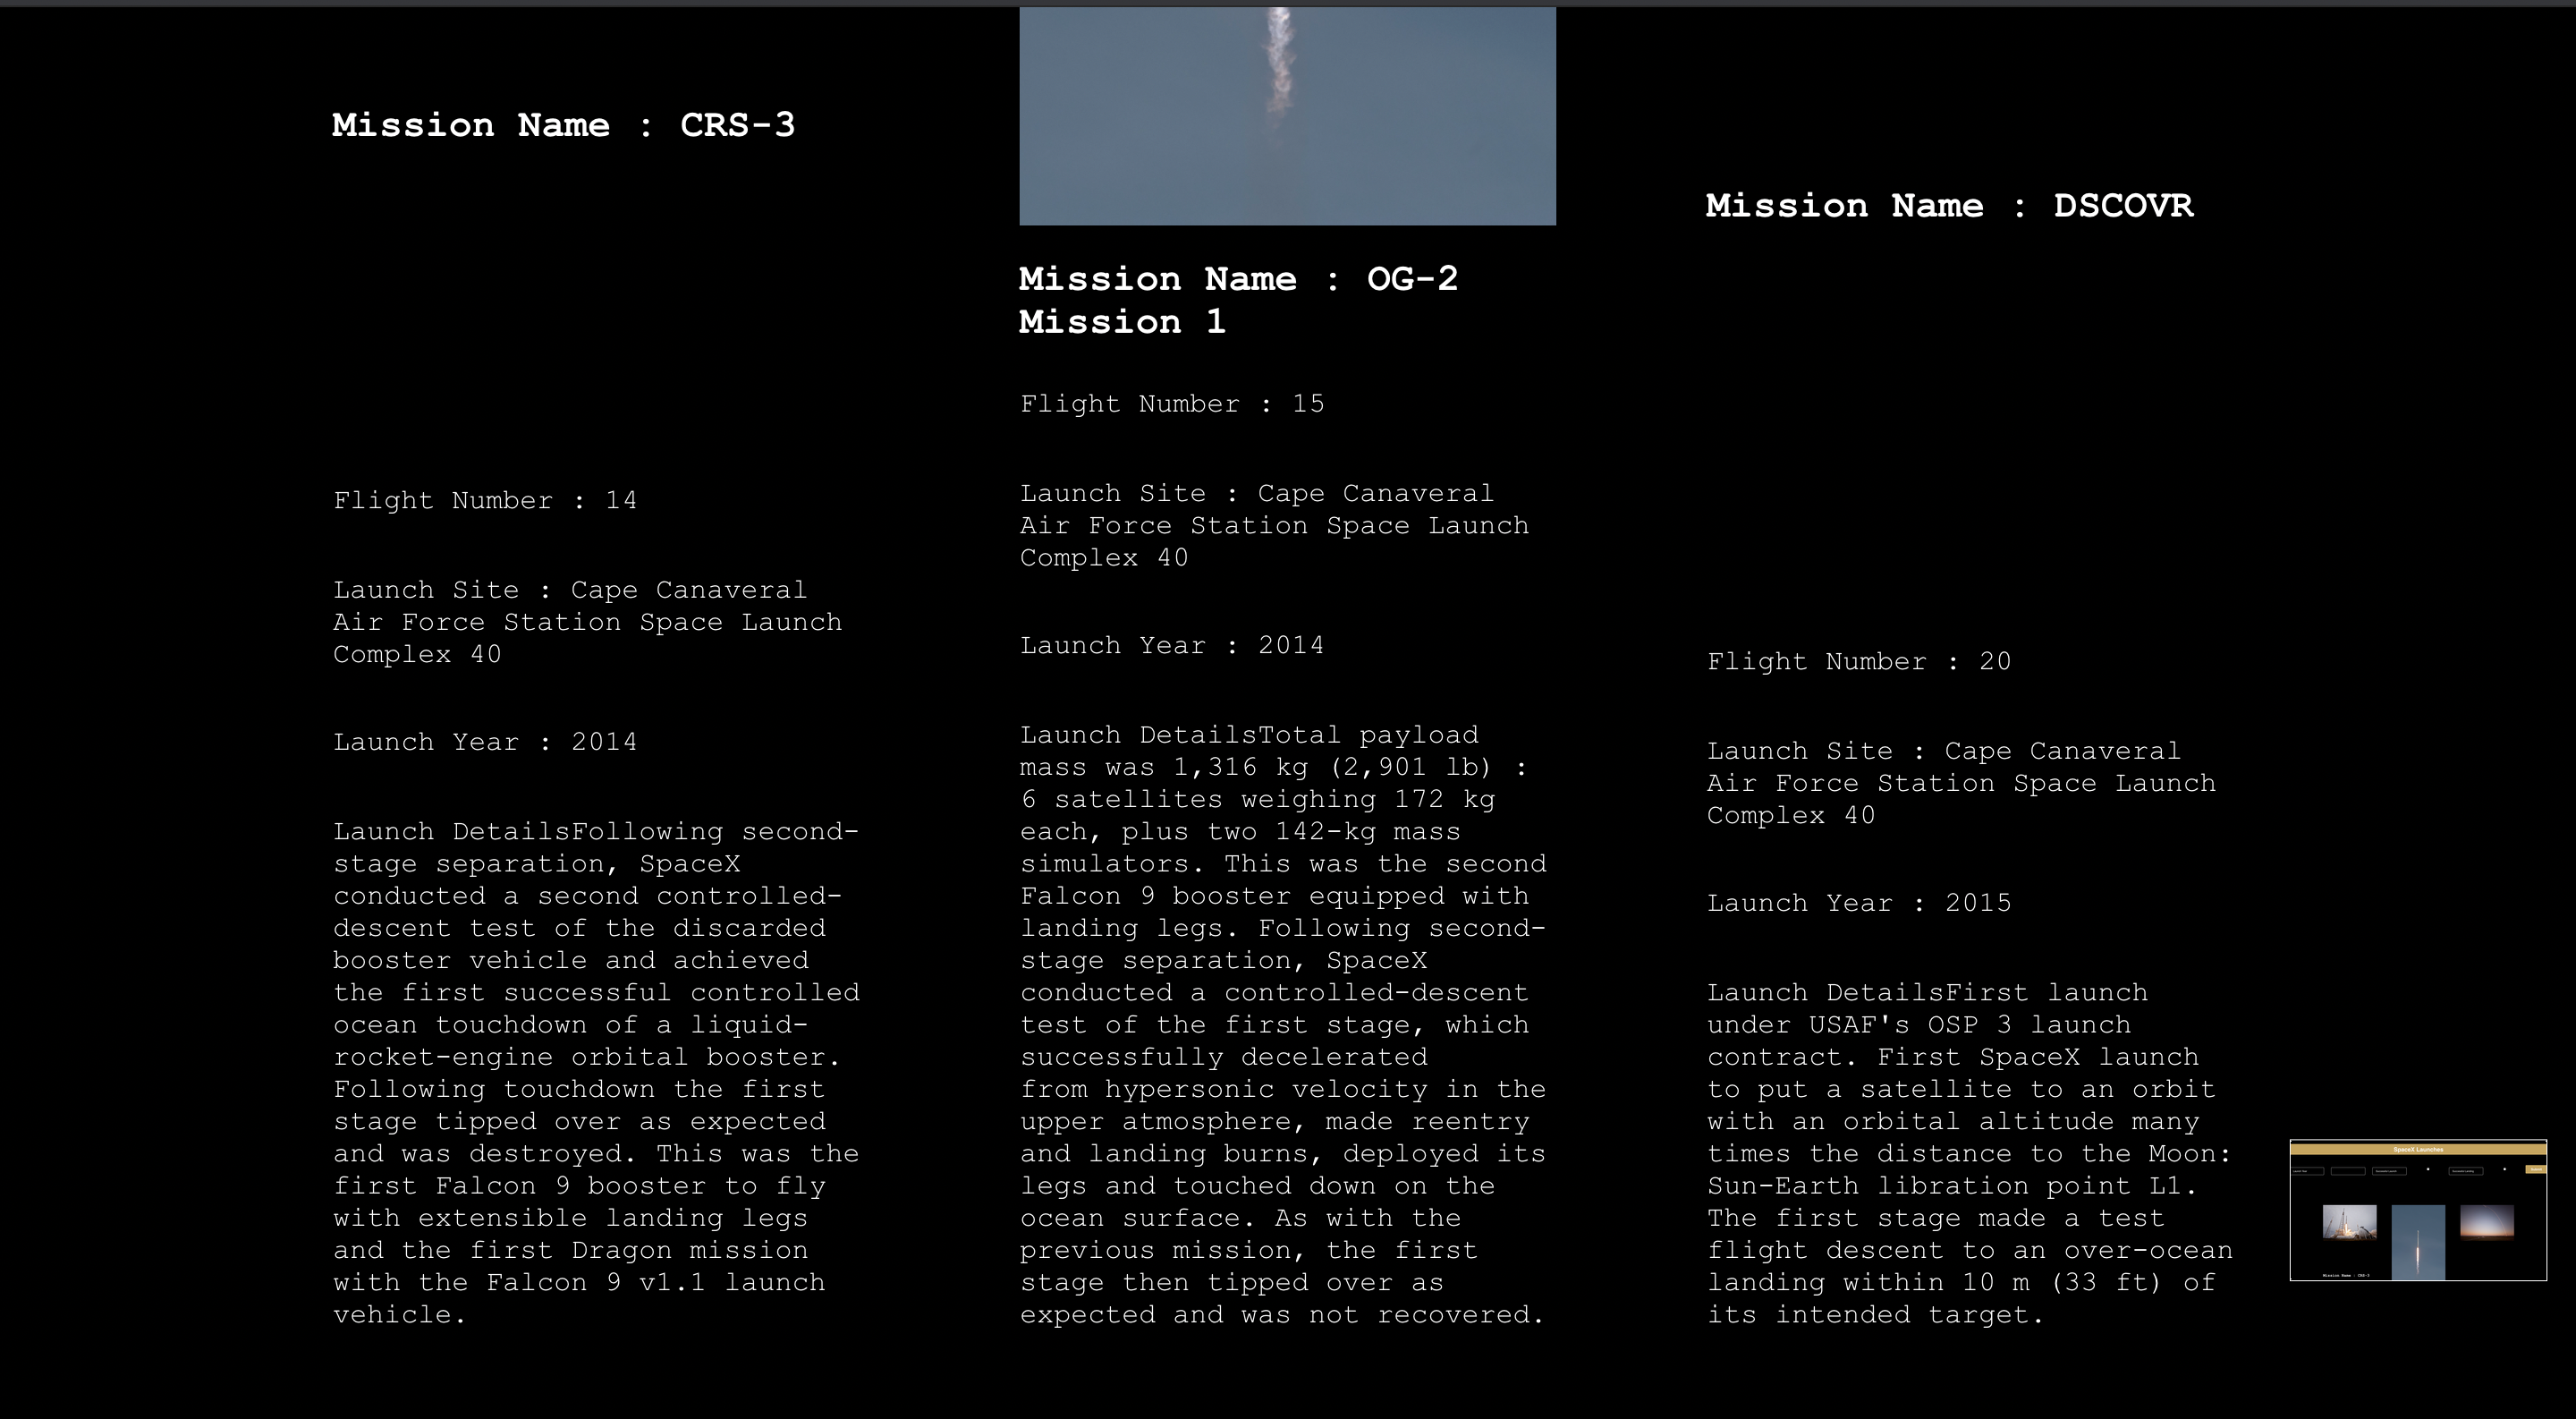 Mission Name : CRS-3
Flight Number : 14
Launch Site : Cape Canaveral
Air Force Station Space Launch
Complex 40
Launch Year : 2014
Launch DetailsFollowing second-
stage separation, SpaceX
conducted a second controlled-
descent test of the discarded
booster vehicle and achieved
the first successful controlled
ocean touchdown of a liquid-
rocket-engine orbital booster.
Following touchdown the first
stage tipped over as expected
and was destroyed. This was the
first Falcon 9 booster to fly
with extensible landing legs
and the first Dragon mission
with the Falcon 9 v1.1 launch
vehicle.
Mission Name : OG-2
Mission 1
Flight Number : 15
Launch Site : Cape Canaveral
Air Force Station Space Launch
Complex 40
Launch Year : 2014
Launch DetailsTotal payload
mass was 1,316 kg (2,901 lb) :
6 satellites weighing 172 kg
each, plus two 142-kg mass
simulators. This was the second
Falcon 9 booster equipped with
landing legs. Following second-
stage separation, SpaceX
conducted a controlled-descent
test of the first stage, which
successfully decelerated
from hypersonic velocity in the
upper atmosphere, made reentry
and landing burns, deployed its
legs and touched down on the
ocean surface. As with the
previous mission, the first
stage then tipped over as
expected and was not recovered.
Mission Name : DSCOVR
Flight Number : 20
Launch Site : Cape Canaveral
Air Force Station Space Launch
Complex 40
Launch Year : 2015
Launch DetailsFirst launch
under USAF's OSP 3 launch
contract. First SpaceX launch
to put a satellite to an orbit
with an orbital altitude many
times the distance to the Moon:
Sun-Earth libration point L1.
The first stage made a test
flight descent to an over-ocean
landing within 10 m (33 ft) of
its intended target.
SpaceX Launches
Mission Name : CRS-3